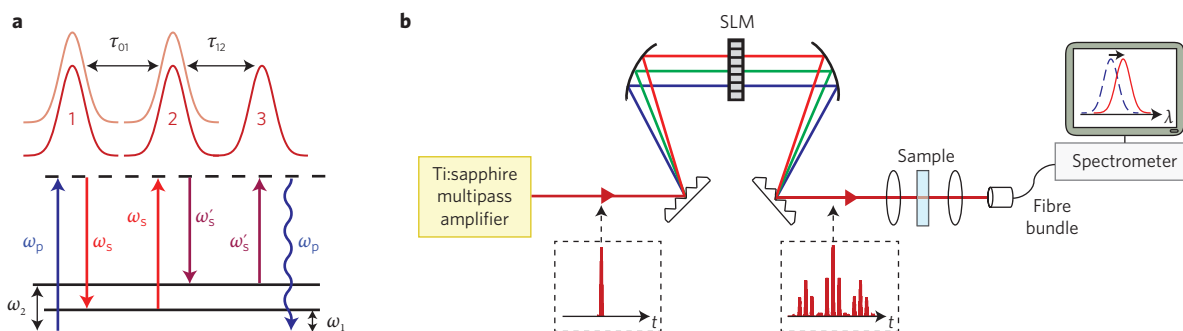 a
τ01
τ12
1
2
3
ωp
ωs
ωs
ω′s
ω′s
ωp
ω2
ω1
b
SLM
Ti:sapphire
multipass
amplifier
t
t
Sample
Fibre
bundle
λ
Spectrometer